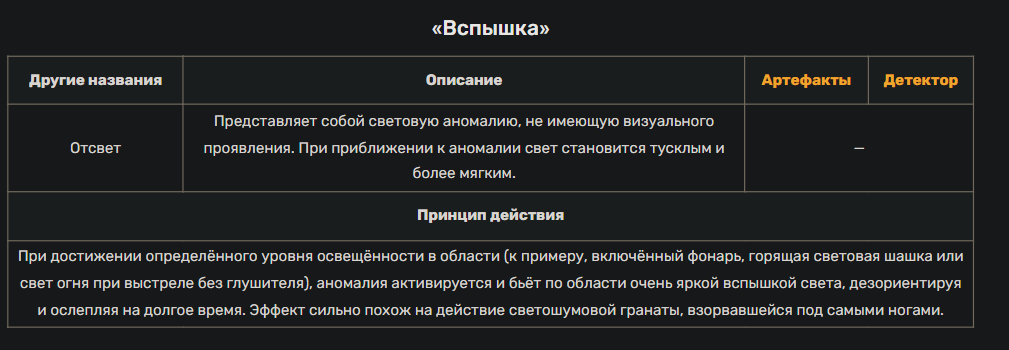 «Вспышка»
Другие названия
Описание
Артефакты
Детектор
Отсвет
Представляет собой световую аномалию, не имеющую визуального
проявления. При приближении к аномалии свет становится тусклым и
более мягким.
—
Принцип действия
При достижении определённого уровня освещённости в области (к примеру, включённый фонарь, горящая световая шашка или
свет огня при выстреле без глушителя), аномалия активируется и бьёт по области очень яркой вспышкой света, дезориентируя
и ослепляя на долгое время. Эффект сильно похож на действие светошумовой гранаты, взорвавшейся под самыми ногами.